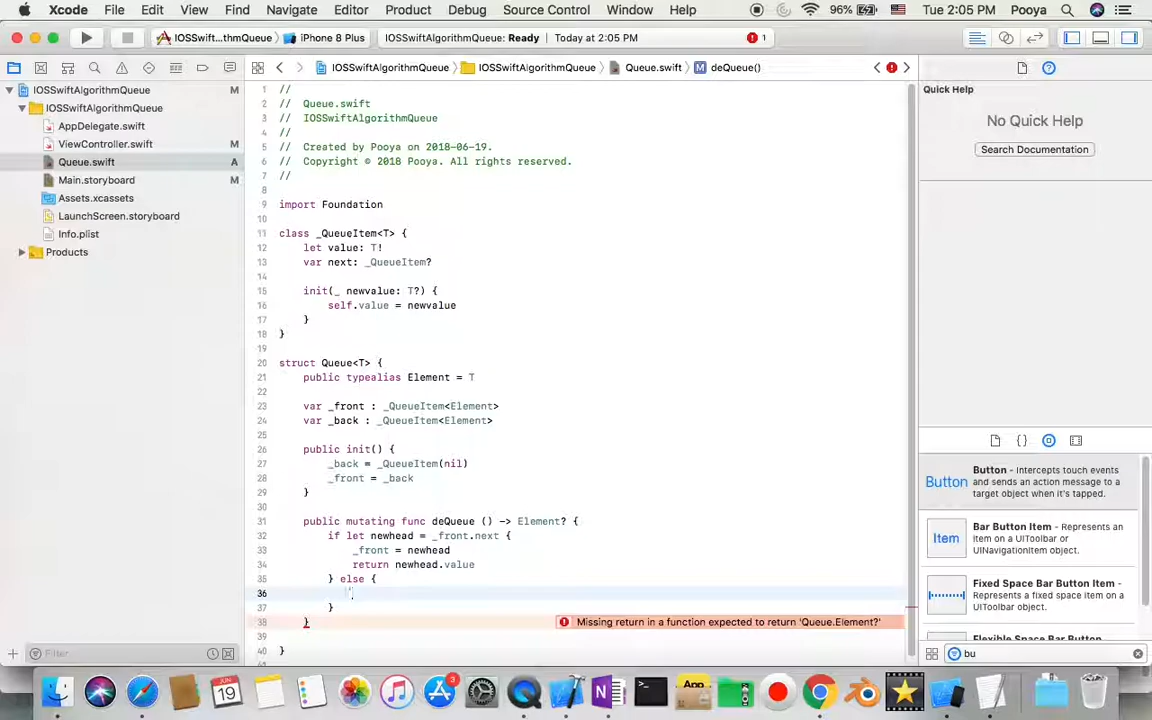 Xcode File Edit View Find Navigate Editor Product Debug Source Control Window Help 96% Tue 2:05 PM Pooya
IOSSwift...thmQueue iPhone 8 Plus IOSSwiftAlgorithmQueue: Ready Today at 2:05 PM 1
IOSSwiftAlgorithmQueue IOSSwiftAlgorithmQueue Queue.swift M deQueue()
IOSSwiftAlgorithmQueue M
IOSSwiftAlgorithmQueue
AppDelegate.swift
ViewController.swift M
Queue.swift A
Main.storyboard M
Assets.xcassets
LaunchScreen.storyboard
Info.plist
Products
Filter
1 //
2 // Queue.swift
3 // IOSSwiftAlgorithmQueue
4 //
5 // Created by Pooya on 2018-06-19.
6 // Copyright © 2018 Pooya. All rights reserved.
7 //
8
9 import Foundation
10
11 class _QueueItem<T> {
12 let value: T!
13 var next: _QueueItem?
14
15 init(_ newvalue: T?) {
16 self.value = newvalue
17 }
18 }
19
20 struct Queue<T> {
21 public typealias Element = T
22
23 var _front : _QueueItem<Element>
24 var _back : _QueueItem<Element>
25
26 public init() {
27 _back = _QueueItem(nil)
28 _front = _back
29 }
30
31 public mutating func deQueue () -> Element? {
32 if let newhead = _front.next {
33 _front = newhead
34 return newhead.value
35 } else {
36
37 }
38 } Missing return in a function expected to return 'Queue.Element?'
39
40 }
Quick Help
No Quick Help
Search Documentation
{ }
Button Button - Intercepts touch events and sends an action message to a target object when it's tapped.
Item Bar Button Item - Represents an item on a UIToolbar or UINavigationItem object.
Fixed Space Bar Button Item - Represents a fixed space item on a UIToolbar object.
Flexible Space Bar Button
bu
JUL
19
3
App